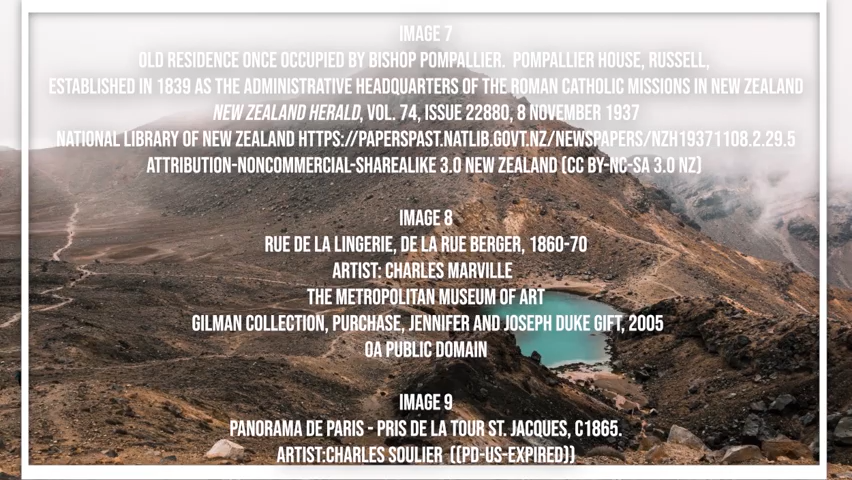 IMAGE 7
OLD RESIDENCE ONCE OCCUPIED BY BISHOP POMPALLIER. POMPALLIER HOUSE, RUSSELL,
ESTABLISHED IN 1839 AS THE ADMINISTRATIVE HEADQUARTERS OF THE ROMAN CATHOLIC MISSIONS IN NEW ZEALAND
NEW ZEALAND HERALD, VOL. 74, ISSUE 22880, 8 NOVEMBER 1937
NATIONAL LIBRARY OF NEW ZEALAND HTTPS://PAPERSPAST.NATLIB.GOVT.NZ/NEWSPAPERS/NZH19371108.2.29.5
ATTRIBUTION-NONCOMMERCIAL-SHAREALIKE 3.0 NEW ZEALAND (CC BY-NC-SA 3.0 NZ)
IMAGE 8
RUE DE LA LINGERIE, DE LA RUE BERGER, 1860-70
ARTIST: CHARLES MARVILLE
THE METROPOLITAN MUSEUM OF ART
GILMAN COLLECTION, PURCHASE, JENNIFER AND JOSEPH DUKE GIFT, 2005
OA PUBLIC DOMAIN
IMAGE 9
PANORAMA DE PARIS - PRIS DE LA TOUR ST. JACQUES, C1865.
ARTIST:CHARLES SOULIER ((PD-US-EXPIRED))